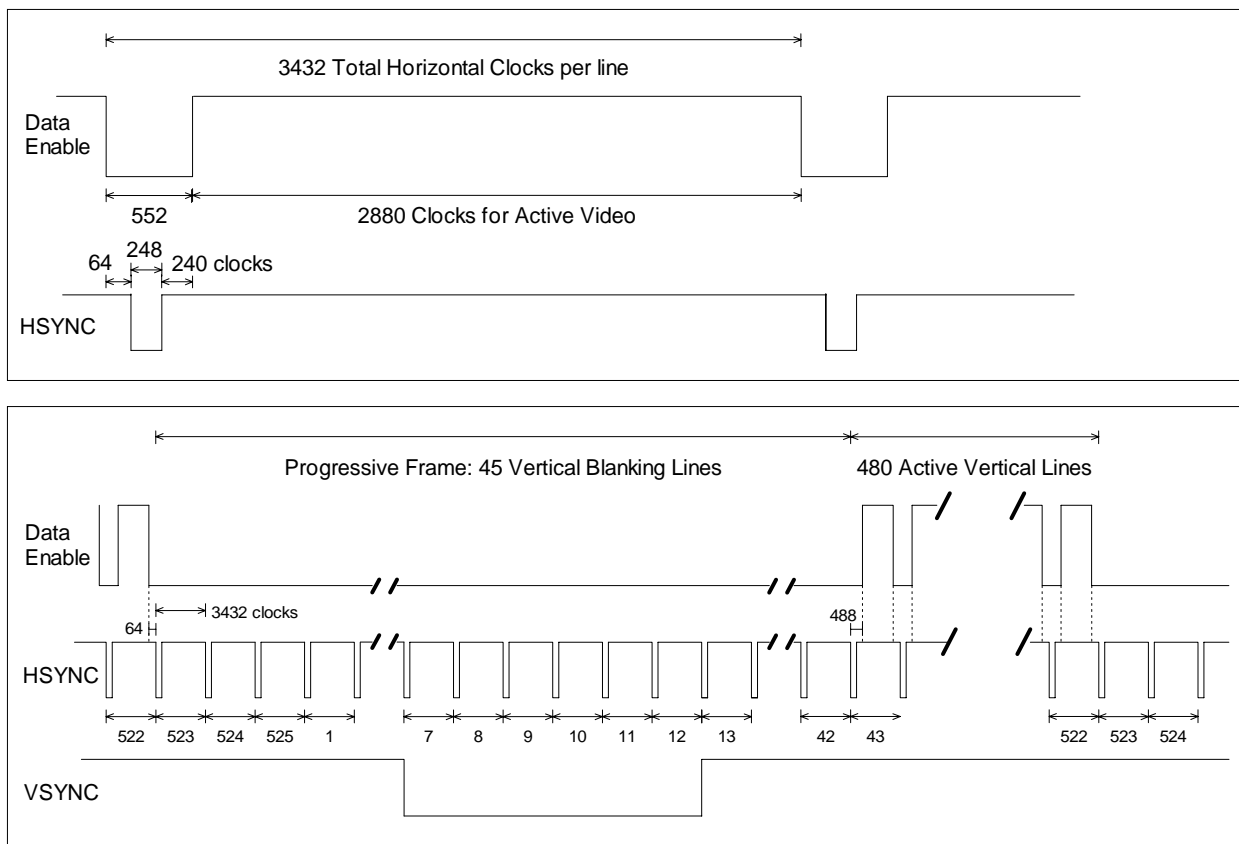 3432 Total Horizontal Clocks per line
Data
Enable
552
2880 Clocks for Active Video
248
64
240 clocks
HSYNC
Progressive Frame: 45 Vertical Blanking Lines
480 Active Vertical Lines
Data
Enable
3432 clocks
64
488
HSYNC
522
523
524
525
1
7
8
9
10
11
12
13
42
43
522
523
524
VSYNC